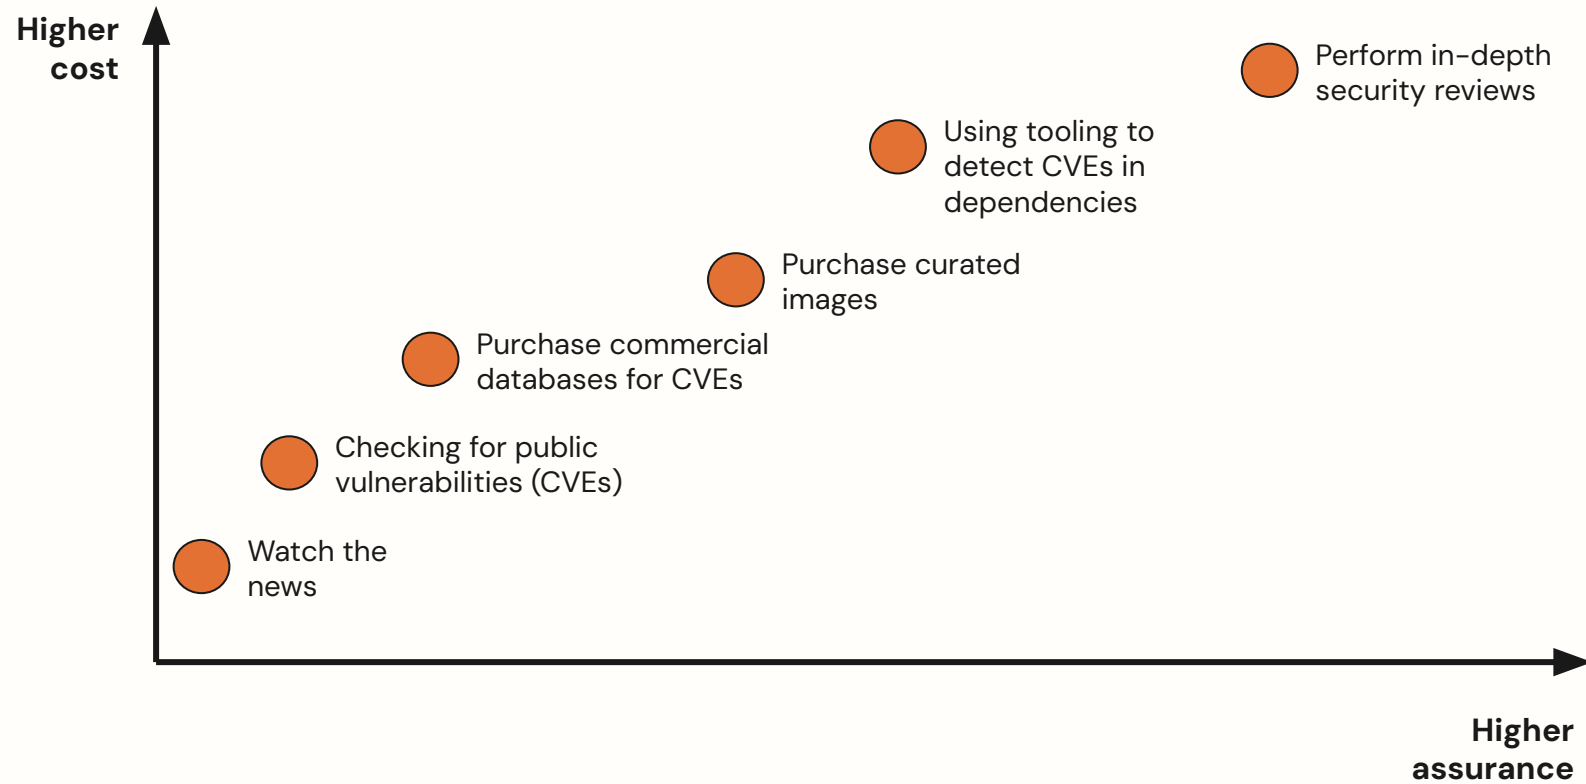 Higher
cost
Perform in-depth
security reviews
Using tooling to
detect CVEs in
dependencies
Purchase curated
images
Purchase commercial
databases for CVEs
Checking for public
vulnerabilities (CVEs)
Watch the
news
Higher
assurance